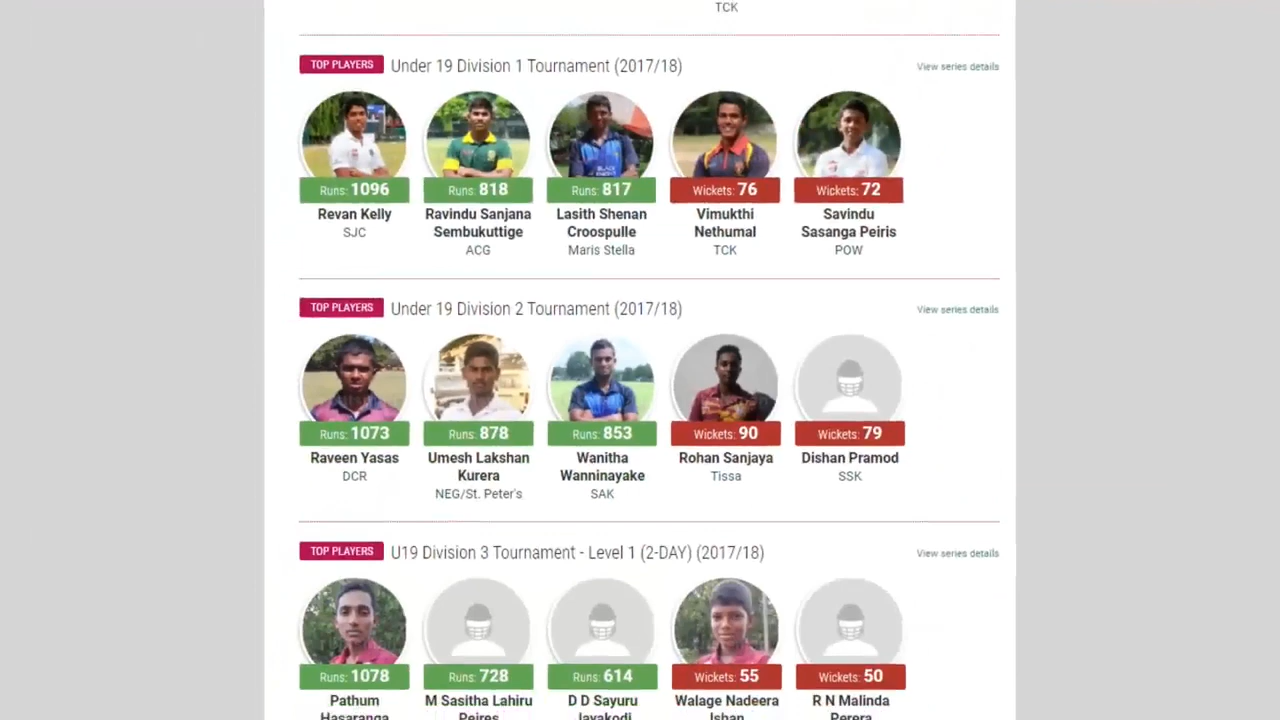 TCK
TOP PLAYERS Under 19 Division 1 Tournament (2017/18) View series details
Runs: 1096 Runs: 818 Runs: 817 Wickets: 76 Wickets: 72
Revan Kelly Ravindu Sanjana Lasith Shenan Vimukthi Savindu
SJC Sembukuttige Croospulle Nethumal Sasanga Peiris
ACG Maris Stella TCK POW
TOP PLAYERS Under 19 Division 2 Tournament (2017/18) View series details
Runs: 1073 Runs: 878 Runs: 853 Wickets: 90 Wickets: 79
Raveen Yasas Umesh Lakshan Wanitha Rohan Sanjaya Dishan Pramod
DCR Kurera Wanninayake Tissa SSK
NEG/St. Peter's SAK
TOP PLAYERS U19 Division 3 Tournament - Level 1 (2-DAY) (2017/18) View series details
Runs: 1078 Runs: 728 Runs: 614 Wickets: 55 Wickets: 50
Pathum M Sasitha Lahiru D D Sayuru Walage Nadeera R N Malinda
Hasaranga Peires Jayakodi Ishan Perera